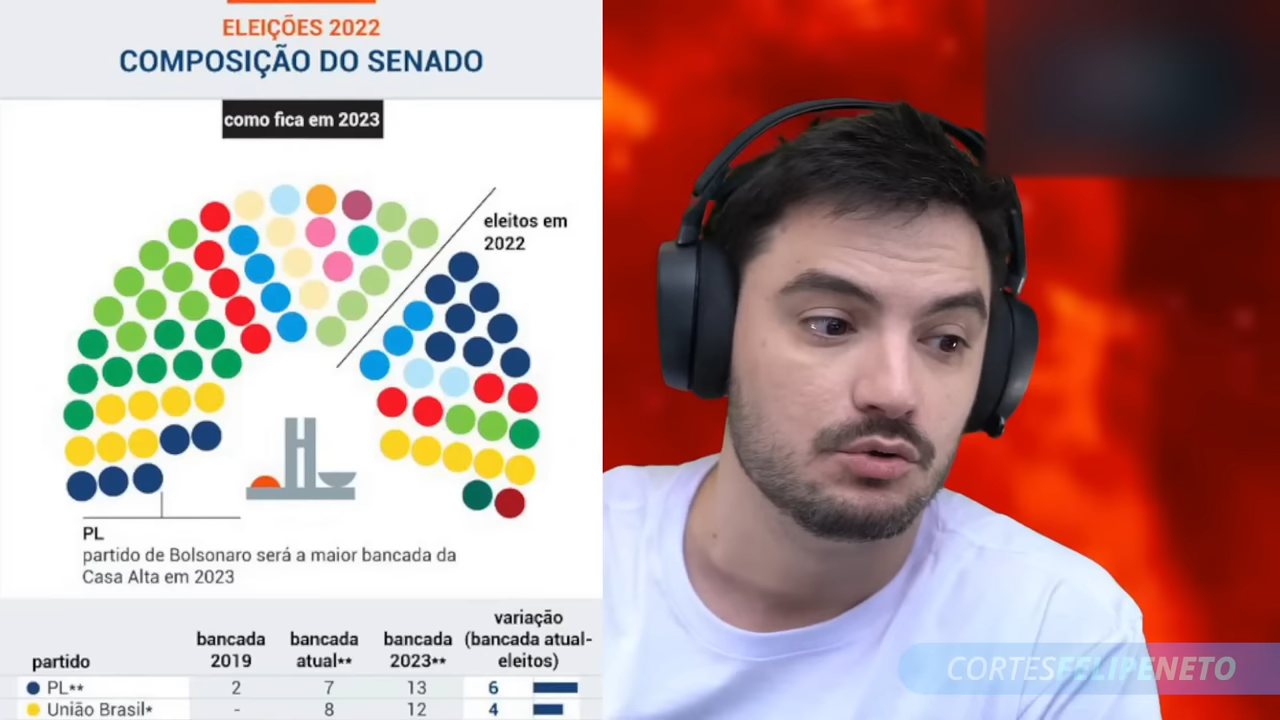 ELEIÇÕES 2022
COMPOSIÇÃO DO SENADO
como fica em 2023
eleitos em
2022
PL
partido de Bolsonaro será a maior bancada da
Casa Alta em 2023
partido bancada 2019 bancada atual** bancada 2023** variação (bancada atual-eleitos)
PL** 2 7 13 6
União Brasil* - 8 12 4
CORTESFELIPENETO